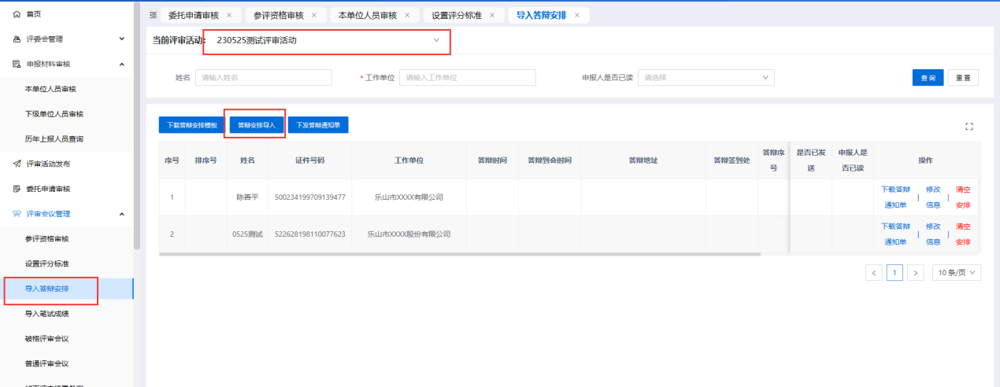 首页
评委会管理
申报材料审核
本单位人员审核
下级单位人员审核
历年上报人员查询
评审活动发布
委托申请审核
评审会议管理
参评资格审核
设置评分标准
导入答辩安排
导入笔试成绩
破格评审会议
普通评审会议
委托申请审核 × 参评资格审核 × 本单位人员审核 × 设置评分标准 × 导入答辩安排 ×
当前评审活动: 230525测试评审活动
姓名 请输入姓名 * 工作单位 请输入工作单位 申报人是否已读 请选择 查询 重置
下载答辩安排模板 答辩安排导入 下发答辩通知单
序号 排序号 姓名 证件号码 工作单位 答辩时间 答辩到会时间 答辩地址 答辩签到处 答辩序号 是否已发送 申报人是否已读 操作
1 陈善平 500234199709139477 乐山市XXXX有限公司 下载答辩通知单 | 修改信息 | 清空安排
2 0525测试 522628198110077623 乐山市XXX股份有限公司 下载答辩通知单 | 修改信息 | 清空安排
< 1 > 10 条/页